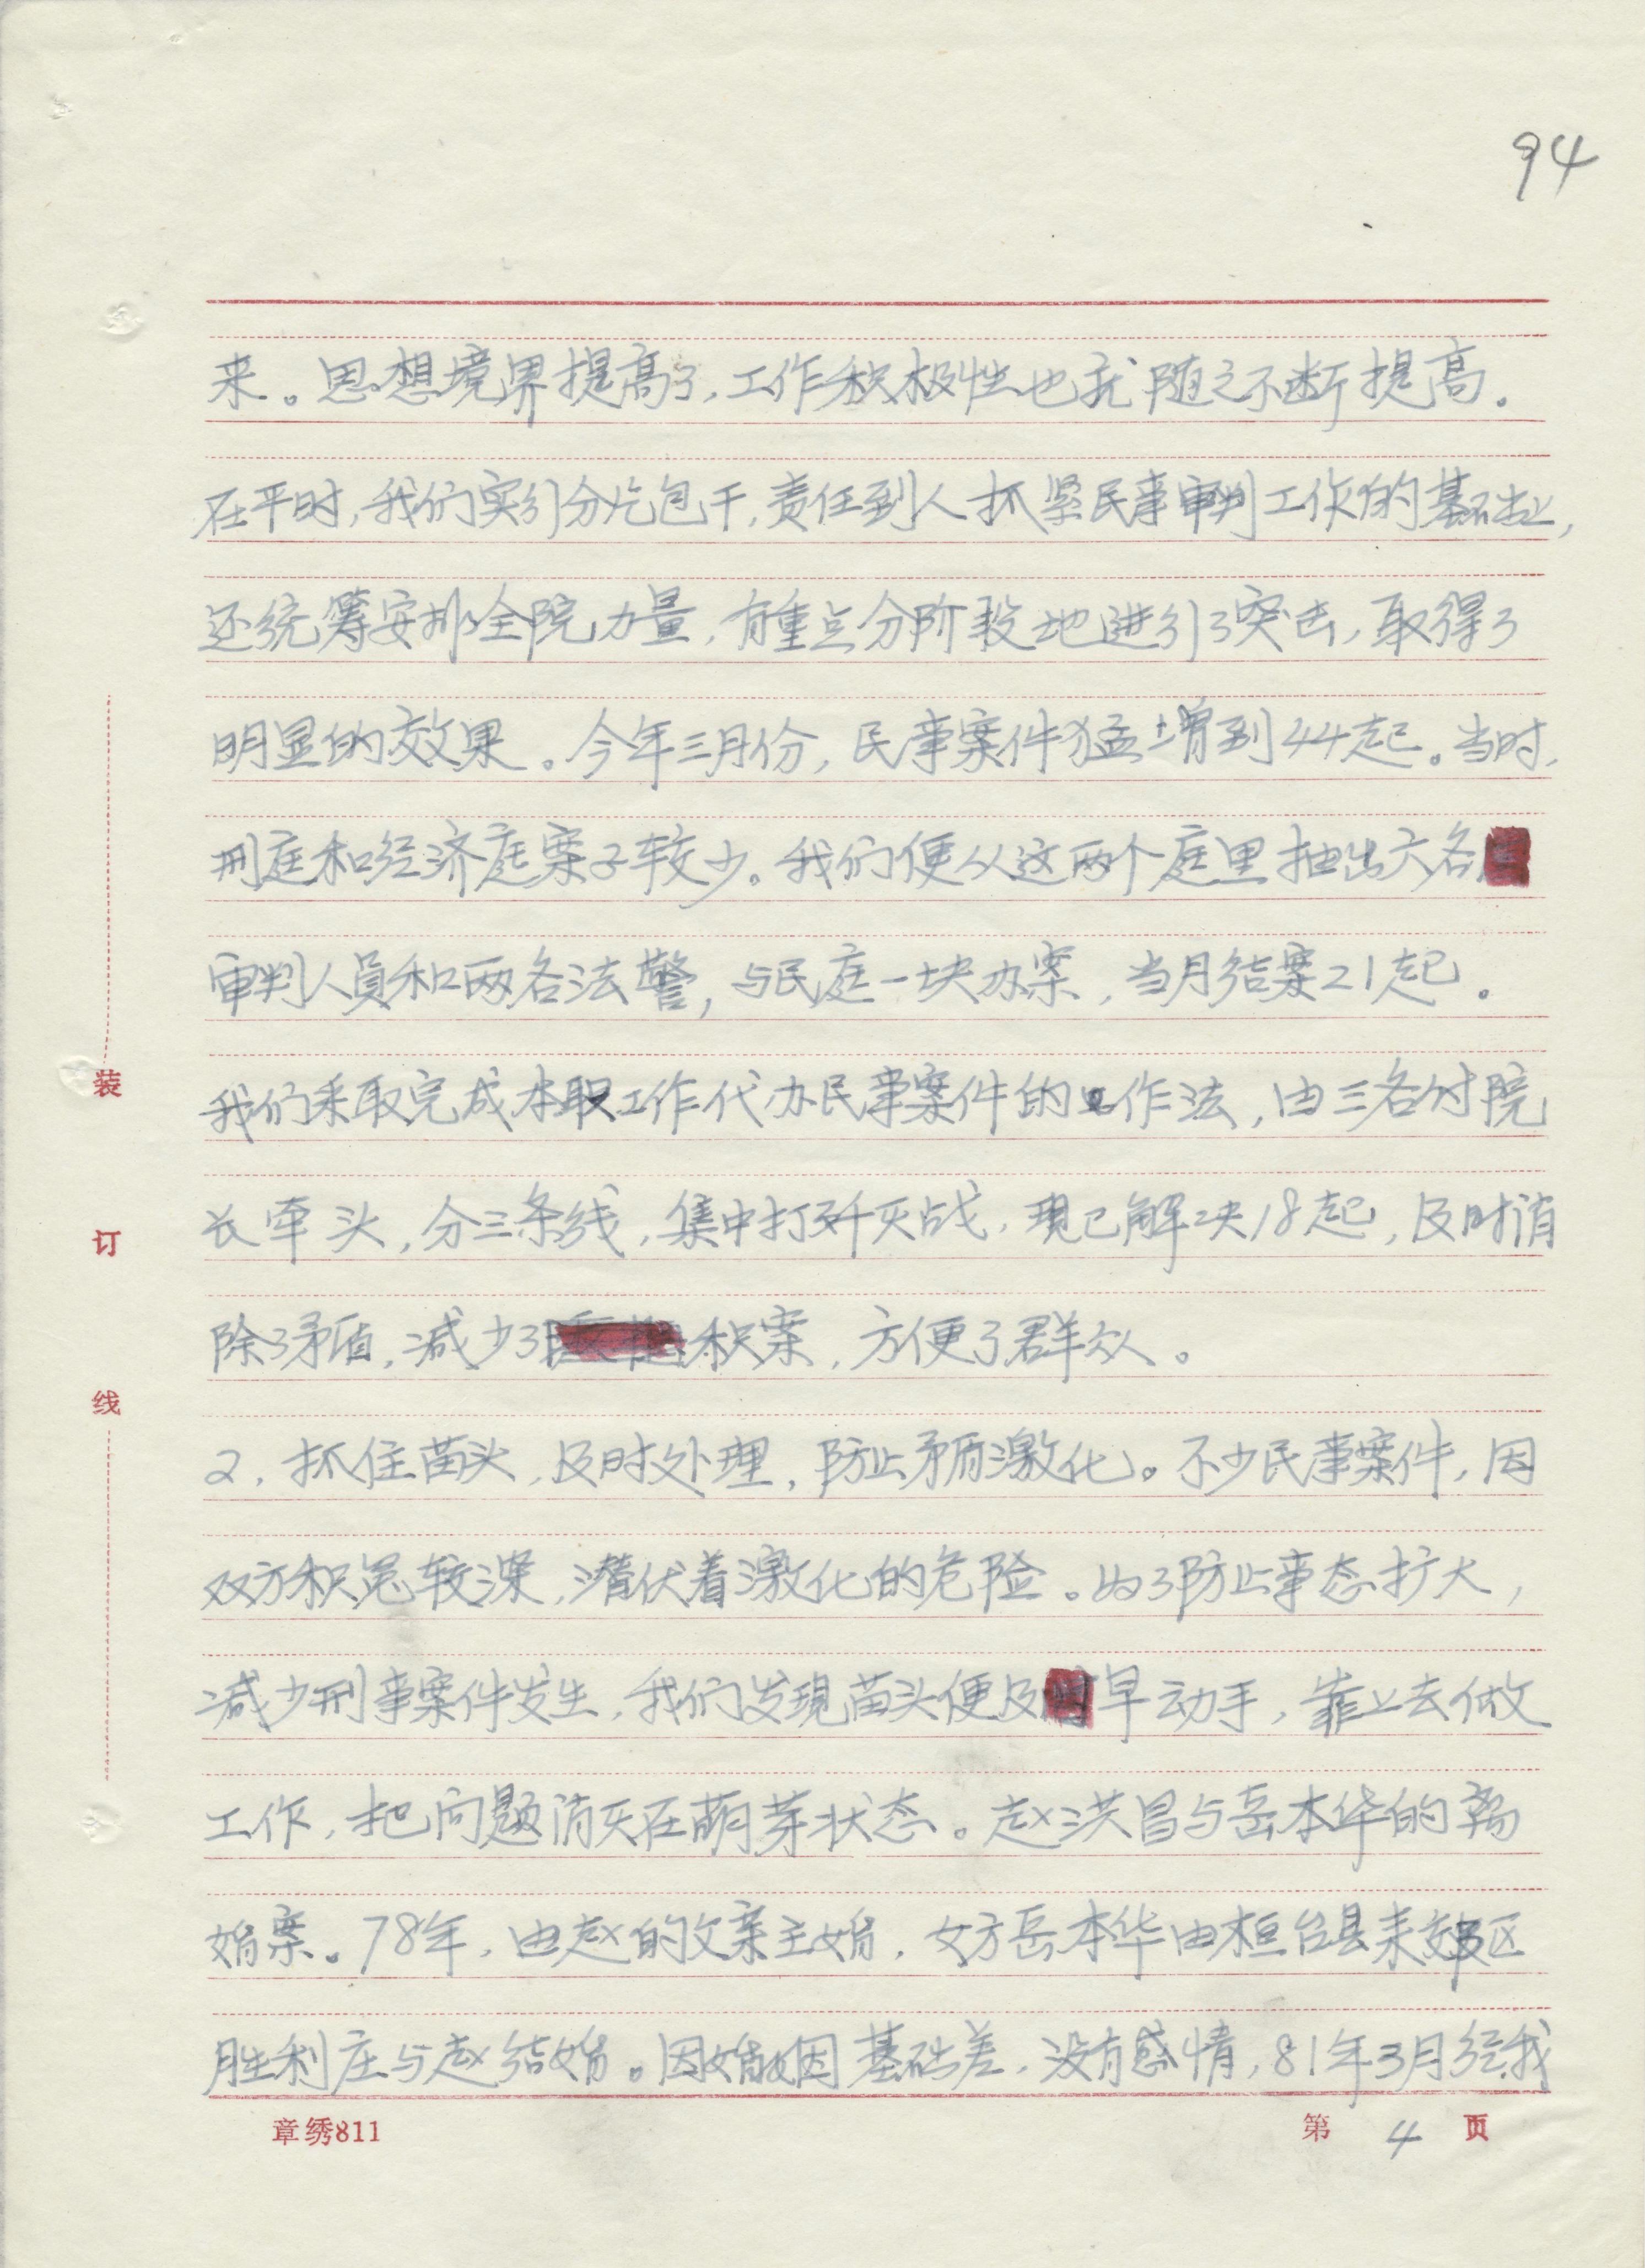 94
来。思想境界提高了,工作积极性也就随之不断提高。
在平时,我们实行分片包干,责任到人抓紧民事审判工作的基础上,
还统筹安排全院力量,有重点分阶段地进行了突击,取得了
明显的效果。今年三月份,民事案件猛增到44起。当时,
刑庭和经济庭案子较少。我们便从这两个庭里抽出六名
审判人员和两名法警,与民庭一块办案,当月结案21起。
我们采取完成本职工作代办民事案件的工作法,由三名付院
长牵头,分三条线,集中打歼灭战,现已解决18起,及时消
除了矛盾,减少了积案,方便了群众。
2,抓住苗头,及时处理,防止矛盾激化。不少民事案件,因
双方积怨较深,潜伏着激化的危险。为了防止事态扩大,
减少刑事案件发生,我们发现苗头便及早动手,靠上去做
工作,把问题消灭在萌芽状态。赵洪昌与岳本华的离
婚案。78年,由赵的父亲主婚,女方岳本华由桓台县来郊区
胜利庄与赵结婚。因婚姻基础差,没有感情,81年3月经我
装
订
线
章绣811
第 4 页